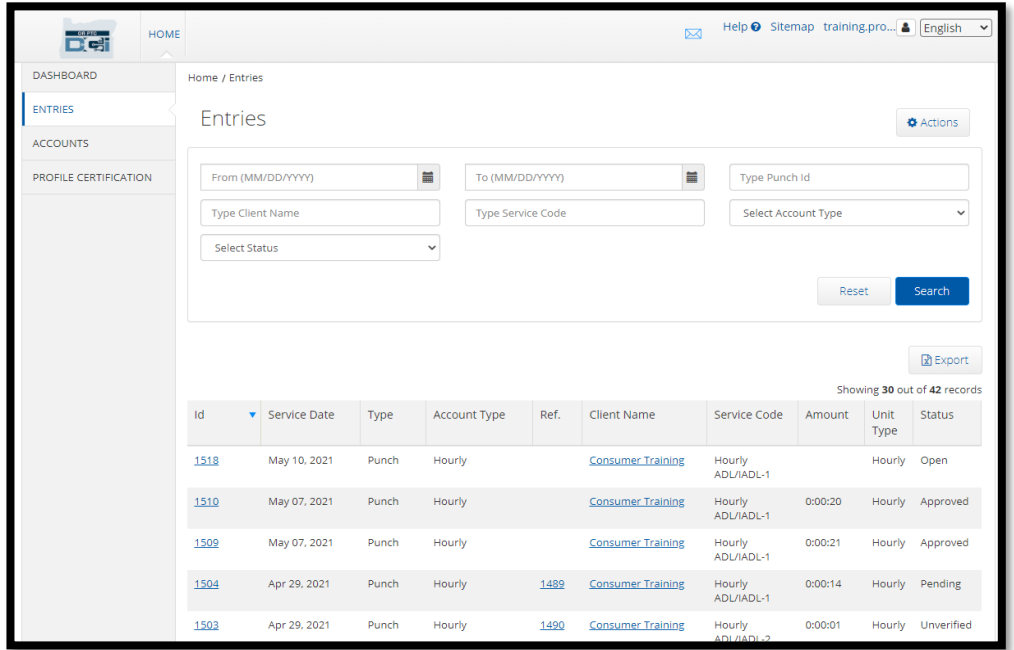 OR PTC
DCi
HOME
Help Sitemap training.pro... English
DASHBOARD
ENTRIES
ACCOUNTS
PROFILE CERTIFICATION
Home / Entries
Entries
Actions
From (MM/DD/YYYY) To (MM/DD/YYYY) Type Punch Id
Type Client Name Type Service Code Select Account Type
Select Status
Reset Search
Export
Showing 30 out of 42 records
Id Service Date Type Account Type Ref. Client Name Service Code Amount Unit Type Status
1518 May 10, 2021 Punch Hourly Consumer Training Hourly ADL/IADL-1 Hourly Open
1510 May 07, 2021 Punch Hourly Consumer Training Hourly ADL/IADL-1 0:00:20 Hourly Approved
1509 May 07, 2021 Punch Hourly Consumer Training Hourly ADL/IADL-1 0:00:21 Hourly Approved
1504 Apr 29, 2021 Punch Hourly 1489 Consumer Training Hourly ADL/IADL-1 0:00:14 Hourly Pending
1503 Apr 29, 2021 Punch Hourly 1490 Consumer Training Hourly ADL/IADL-2 0:00:01 Hourly Unverified